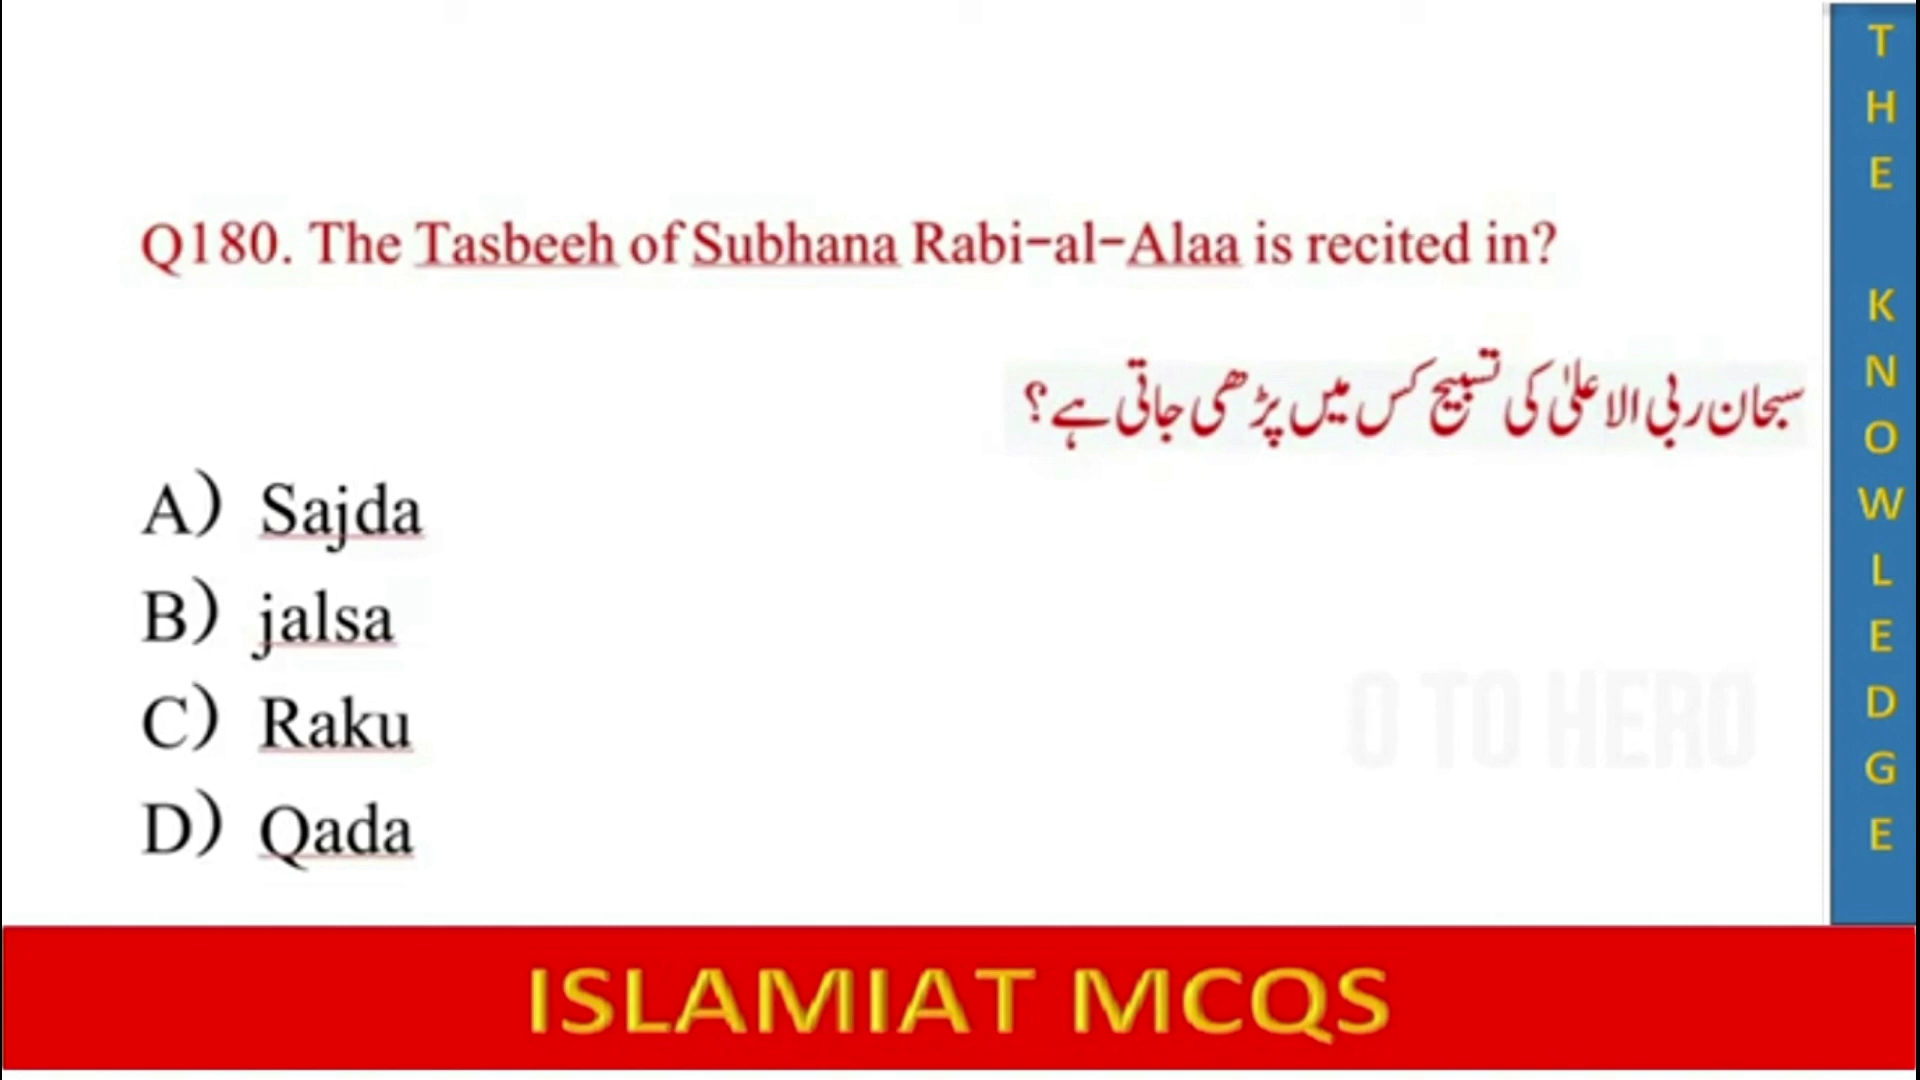 Q180. The Tasbeeh of Subhana Rabi-al-Alaa is recited in?
سبحان ربی الاعلیٰ کی تسبیح کس میں پڑھی جاتی ہے؟
A) Sajda
B) jalsa
C) Raku
D) Qada
0 TO HERO
THE KNOWLEDGE
ISLAMIAT MCQS